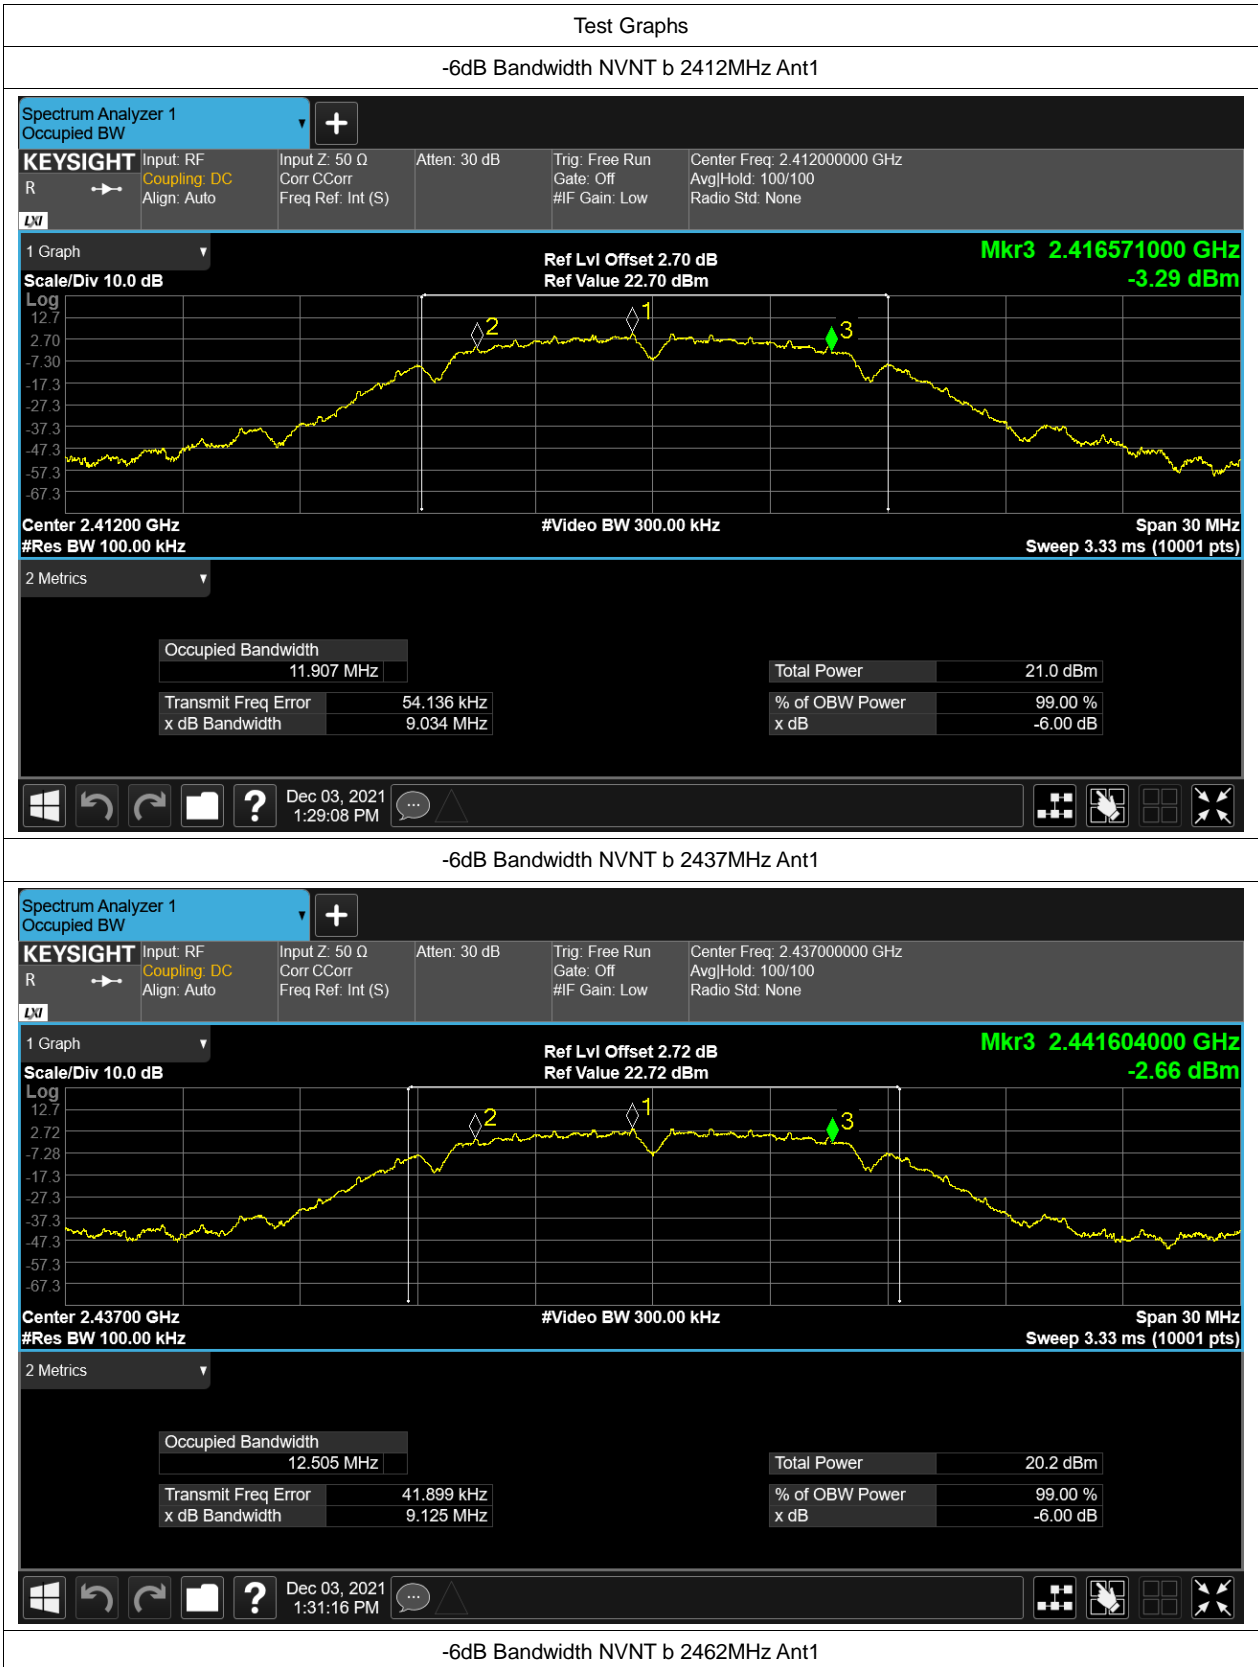 Test Graphs
-6dB Bandwidth NVNT b 2412MHz Ant1
Spectrum Analyzer 1
Occupied BW
KEYSIGHT Input: RF Input Z: 50 Ω Atten: 30 dB Trig: Free Run Center Freq: 2.412000000 GHz
R Coupling: DC Corr CCorr Gate: Off Avg|Hold: 100/100
Align: Auto Freq Ref: Int (S) #IF Gain: Low Radio Std: None
LXI
1 Graph Ref Lvl Offset 2.70 dB Mkr3 2.416571000 GHz
Scale/Div 10.0 dB Ref Value 22.70 dBm -3.29 dBm
Log
12.7
2.70
-7.30
-17.3
-27.3
-37.3
-47.3
-57.3
-67.3
2 1 3
Center 2.41200 GHz #Video BW 300.00 kHz Span 30 MHz
#Res BW 100.00 kHz Sweep 3.33 ms (10001 pts)
2 Metrics
Occupied Bandwidth
11.907 MHz Total Power 21.0 dBm
Transmit Freq Error 54.136 kHz % of OBW Power 99.00 %
x dB Bandwidth 9.034 MHz x dB -6.00 dB
Dec 03, 2021
1:29:08 PM
-6dB Bandwidth NVNT b 2437MHz Ant1
Spectrum Analyzer 1
Occupied BW
KEYSIGHT Input: RF Input Z: 50 Ω Atten: 30 dB Trig: Free Run Center Freq: 2.437000000 GHz
R Coupling: DC Corr CCorr Gate: Off Avg|Hold: 100/100
Align: Auto Freq Ref: Int (S) #IF Gain: Low Radio Std: None
LXI
1 Graph Ref Lvl Offset 2.72 dB Mkr3 2.441604000 GHz
Scale/Div 10.0 dB Ref Value 22.72 dBm -2.66 dBm
Log
12.7
2.72
-7.28
-17.3
-27.3
-37.3
-47.3
-57.3
-67.3
2 1 3
Center 2.43700 GHz #Video BW 300.00 kHz Span 30 MHz
#Res BW 100.00 kHz Sweep 3.33 ms (10001 pts)
2 Metrics
Occupied Bandwidth
12.505 MHz Total Power 20.2 dBm
Transmit Freq Error 41.899 kHz % of OBW Power 99.00 %
x dB Bandwidth 9.125 MHz x dB -6.00 dB
Dec 03, 2021
1:31:16 PM
-6dB Bandwidth NVNT b 2462MHz Ant1